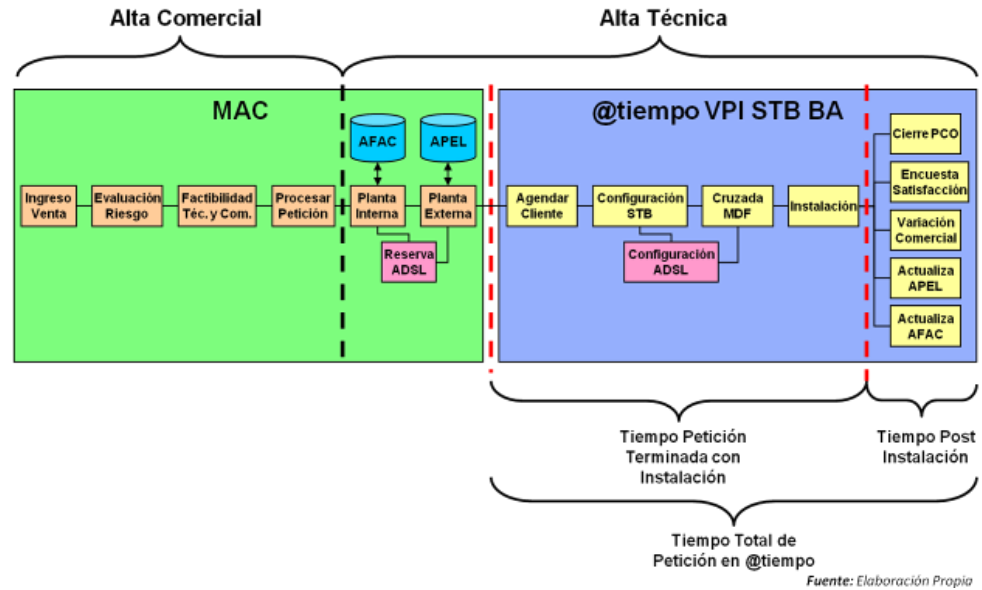 Alta Comercial
Alta Técnica
MAC
@tiempo VPI STB BA
AFAC
APEL
Ingreso
Venta
Evaluación
Riesgo
Factibilidad
Téc. y Com.
Procesar
Petición
Planta
Interna
Planta
Externa
Reserva
ADSL
Agendar
Cliente
Configuración
STB
Cruzada
MDF
Instalación
Configuración
ADSL
Cierre PCO
Encuesta
Satisfacción
Variación
Comercial
Actualiza
APEL
Actualiza
AFAC
Tiempo Petición
Terminada con
Instalación
Tiempo Post
Instalación
Tiempo Total de
Petición en @tiempo
Fuente: Elaboración Propia